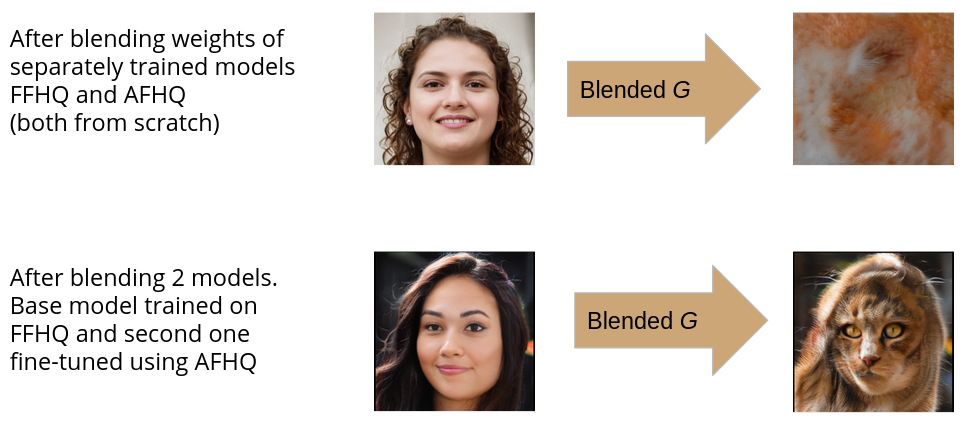 After blending weights of
separately trained models
FFHQ and AFHQ
(both from scratch)
Blended G
After blending 2 models.
Base model trained on
FFHQ and second one
fine-tuned using AFHQ
Blended G